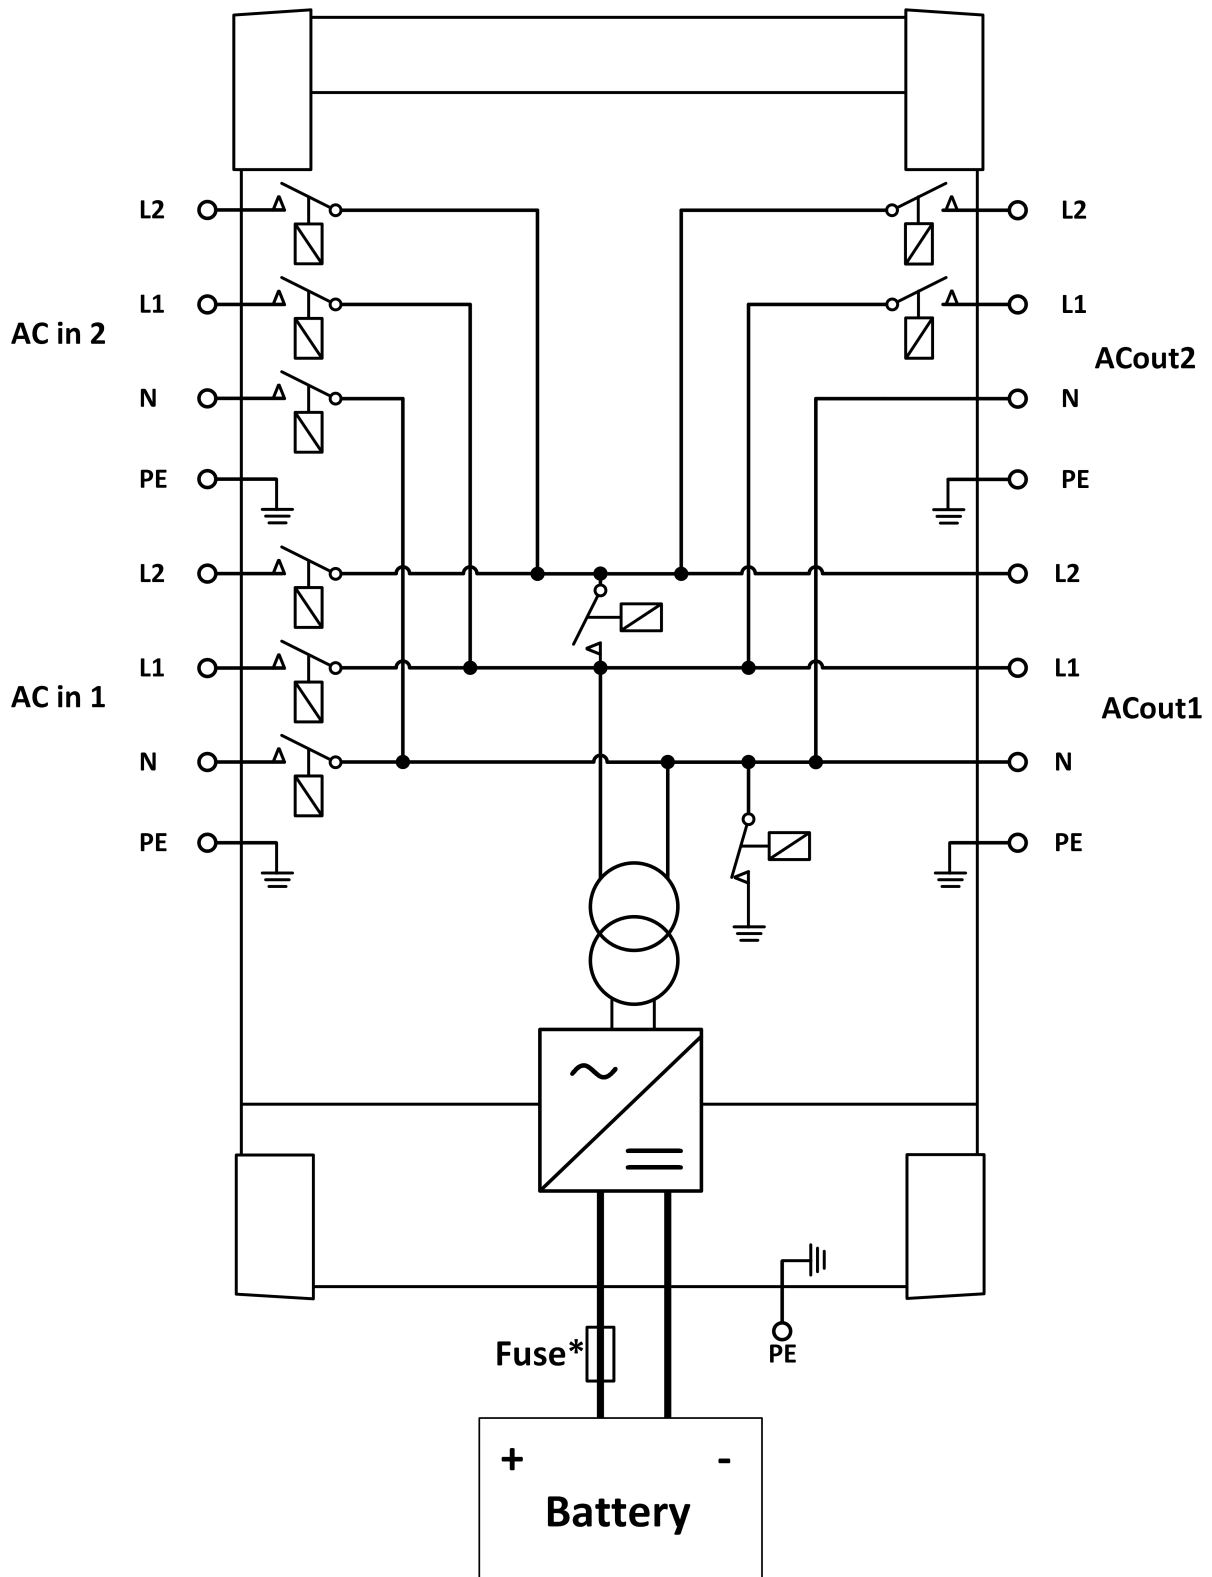 L2 L2
L1 L1
AC in 2
ACout2
N N
PE PE
L2 L2
L1 L1
AC in 1
ACout1
N N
PE PE
Fuse*
PE
+ -
Battery